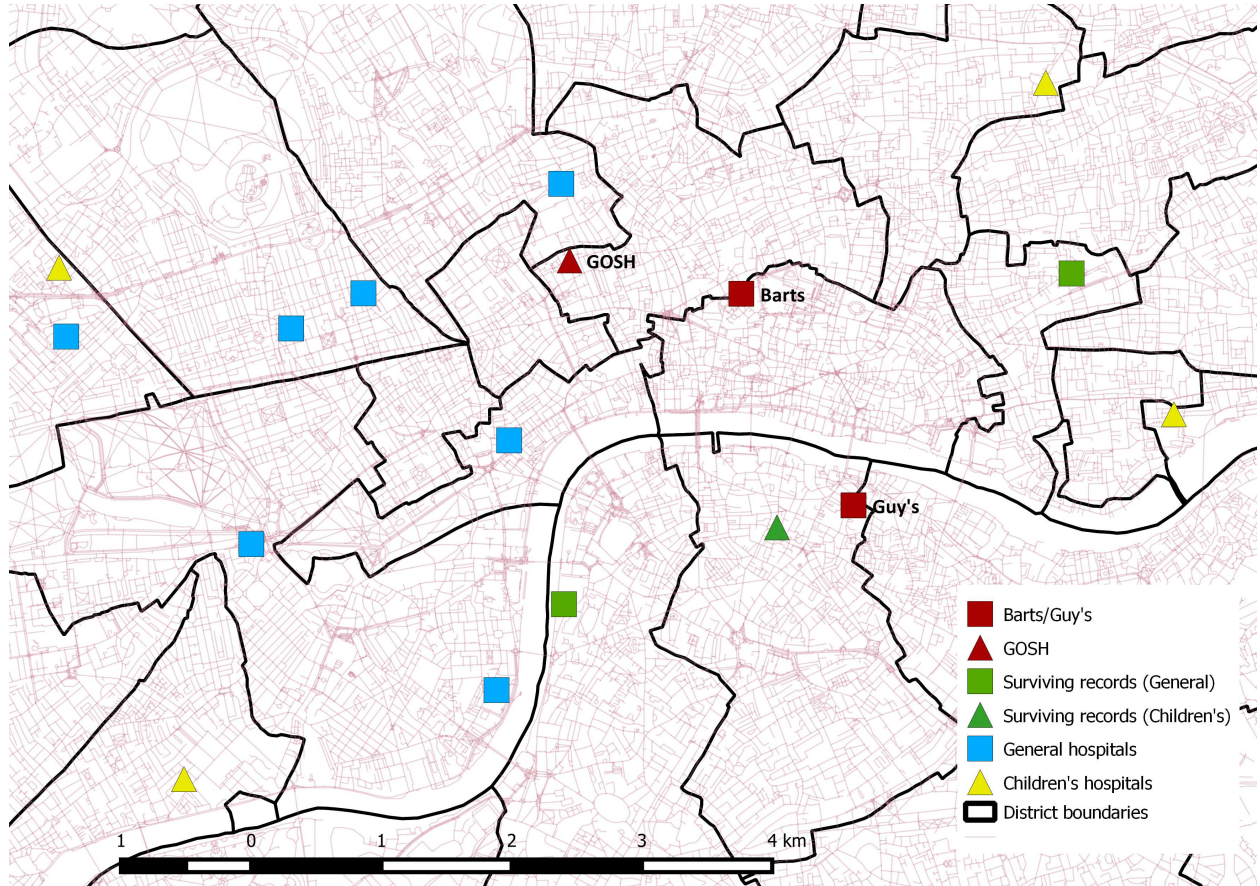 GOSH
Barts
Guy's
Barts/Guy's
GOSH
Surviving records (General)
Surviving records (Children's)
General hospitals
Children's hospitals
District boundaries
1 0 1 2 3 4 km